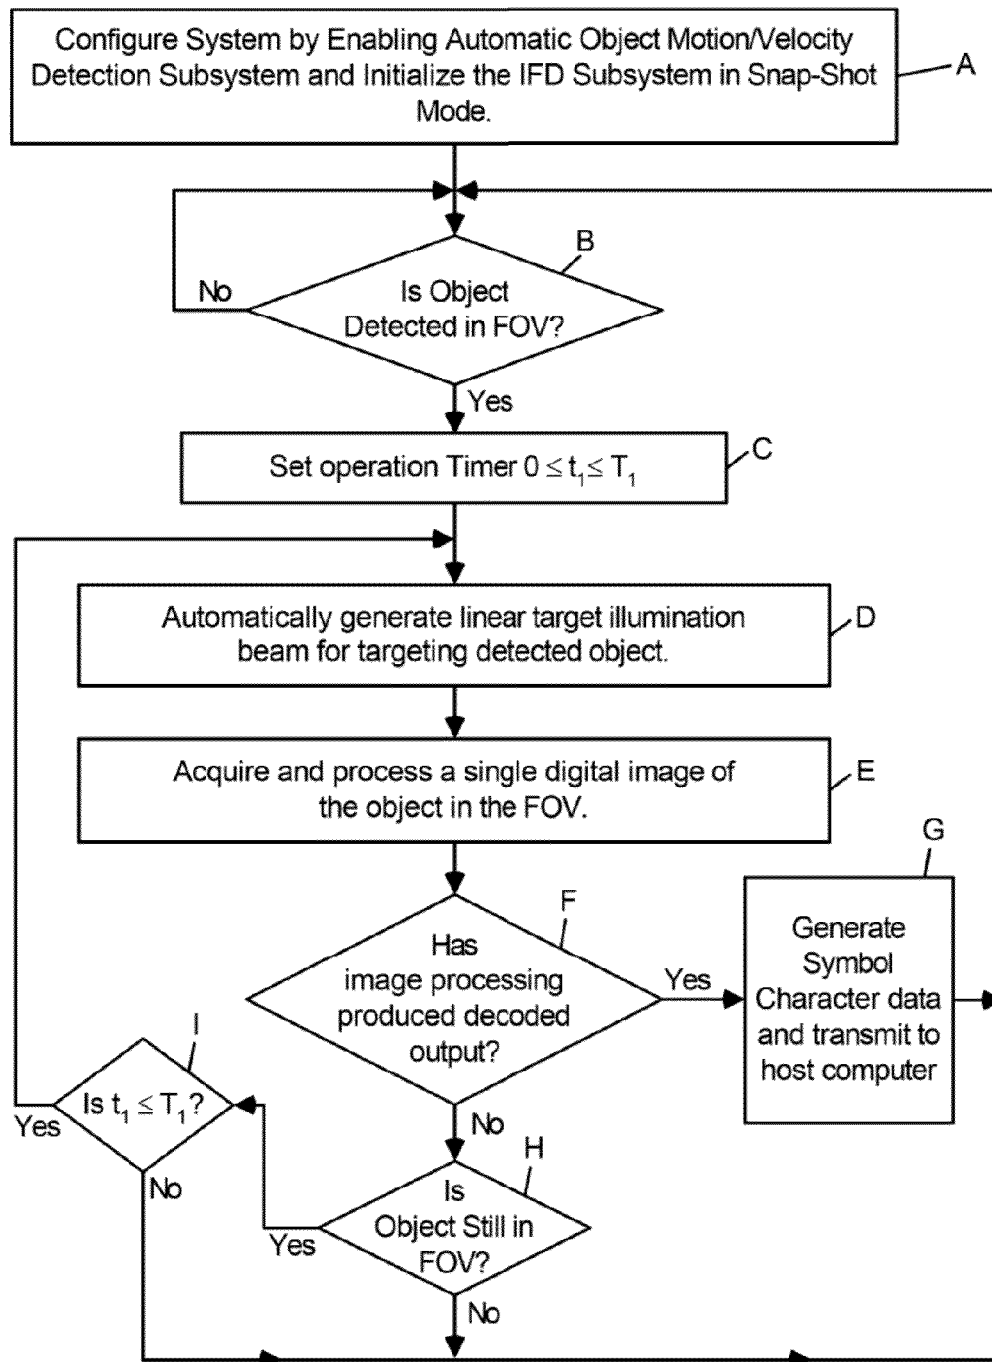 Configure System by Enabling Automatic Object Motion/Velocity
Detection Subsystem and Initialize the IFD Subsystem in Snap-Shot
Mode.
A
B
No
Is Object
Detected in FOV?
Yes
Set operation Timer 0 ≤ t₁ ≤ T₁
C
Automatically generate linear target illumination
beam for targeting detected object.
D
Acquire and process a single digital image of
the object in the FOV.
E
F
Has
image processing
produced decoded
output?
Yes
G
Generate
Symbol
Character data
and transmit to
host computer
No
I
Is t₁ ≤ T₁?
Yes
No
H
Is
Object Still in
FOV?
Yes
No